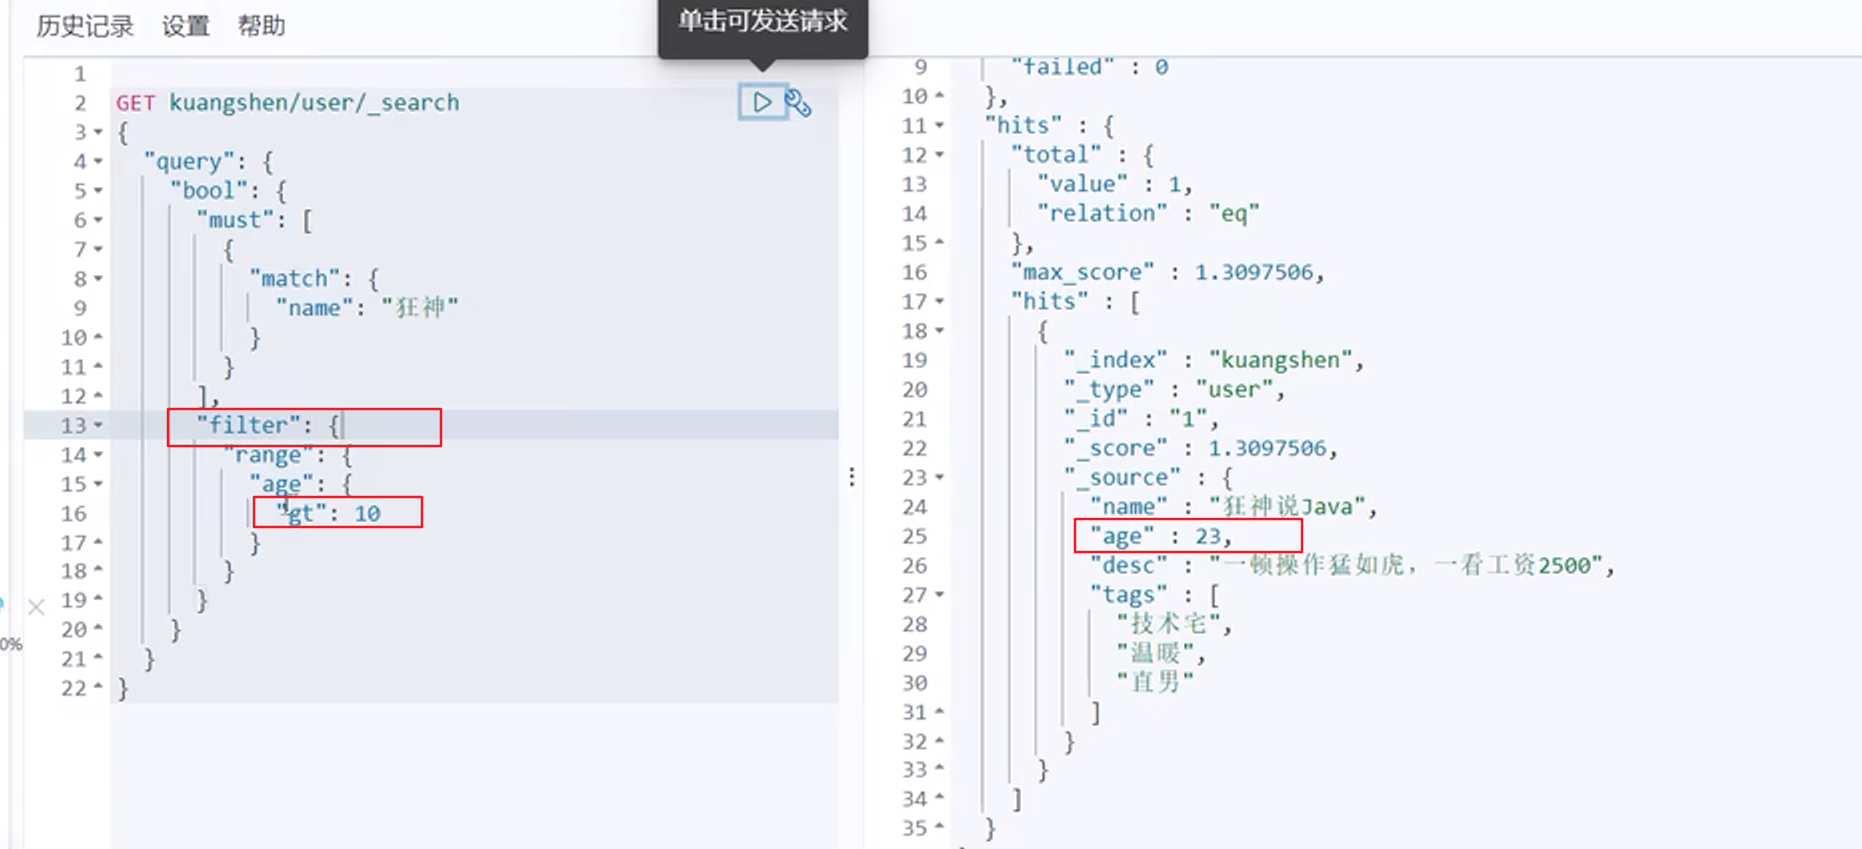 历史记录 设置 帮助
单击可发送请求
1
2 GET kuangshen/user/_search
3 {
4 "query": {
5 "bool": {
6 "must": [
7 {
8 "match": {
9 "name": "狂神"
10 }
11 }
12 ],
13 "filter": {
14 "range": {
15 "age": {
16 "gt": 10
17 }
18 }
19 }
20 }
21 }
22 }
0%
9 "failed" : 0
10 },
11 "hits" : {
12 "total" : {
13 "value" : 1,
14 "relation" : "eq"
15 },
16 "max_score" : 1.3097506,
17 "hits" : [
18 {
19 "_index" : "kuangshen",
20 "_type" : "user",
21 "_id" : "1",
22 "_score" : 1.3097506,
23 "_source" : {
24 "name" : "狂神说Java",
25 "age" : 23,
26 "desc" : "一顿操作猛如虎，一看工资2500",
27 "tags" : [
28 "技术宅",
29 "温暖",
30 "直男"
31 ]
32 }
33 }
34 ]
35 }